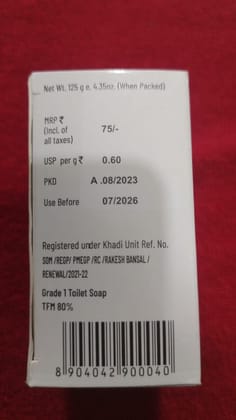 Net Wt. 125 g e. 4.35oz. (When Packed)
MRP ₹ 75/-
(Incl. of
all taxes)
USP per g ₹ 0.60
PKD A .08/2023
Use Before 07/2026
Registered under Khadi Unit Ref. No.
SDM /REGP/ PMEGP /RC /RAKESH BANSAL /
RENEWAL/2021-22
Grade 1 Toilet Soap
TFM 80%
8 904042 900040